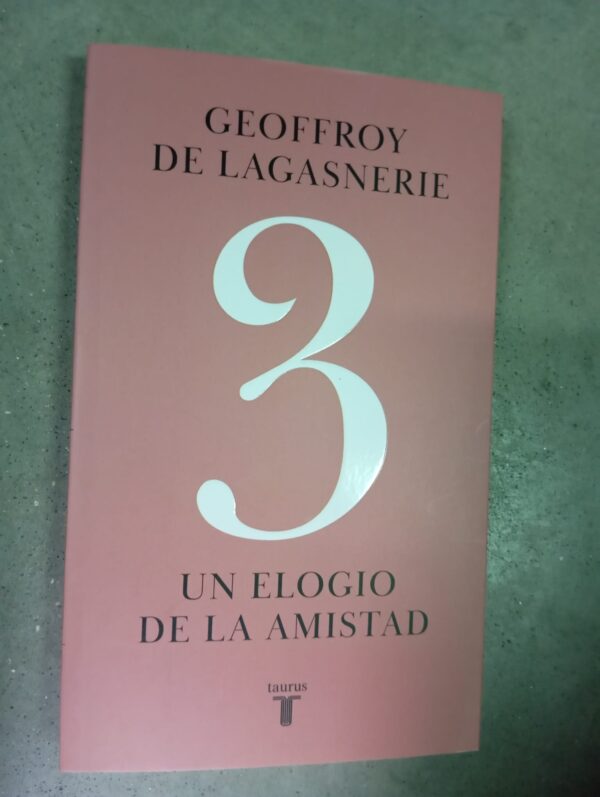 GEOFFROY
DE LAGASNERIE
3
UN ELOGIO
DE LA AMISTAD
taurus
T